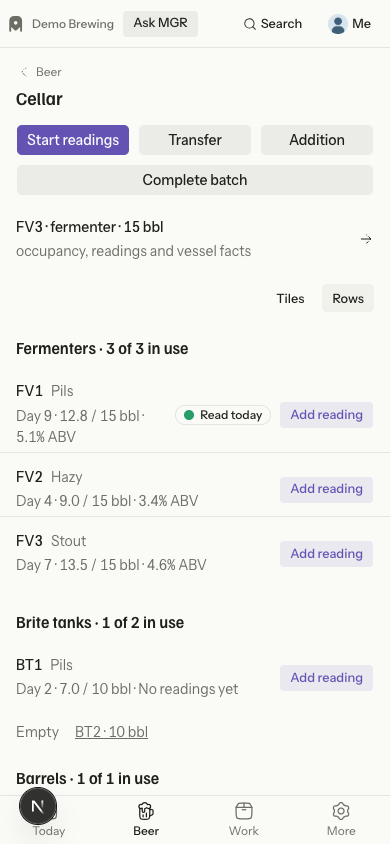 Demo Brewing
Ask MGR
Search
Me
Beer
Cellar
Start readings
Transfer
Addition
Complete batch
FV3 · fermenter · 15 bbl
occupancy, readings and vessel facts
Tiles
Rows
Fermenters · 3 of 3 in use
FV1 Pils
Day 9 · 12.8 / 15 bbl ·
5.1% ABV
Read today
Add reading
FV2 Hazy
Day 4 · 9.0 / 15 bbl · 3.4% ABV
Add reading
FV3 Stout
Day 7 · 13.5 / 15 bbl · 4.6% ABV
Add reading
Brite tanks · 1 of 2 in use
BT1 Pils
Day 2 · 7.0 / 10 bbl · No readings yet
Add reading
Empty BT2 · 10 bbl
Barrels · 1 of 1 in use
N
Today
Beer
Work
More